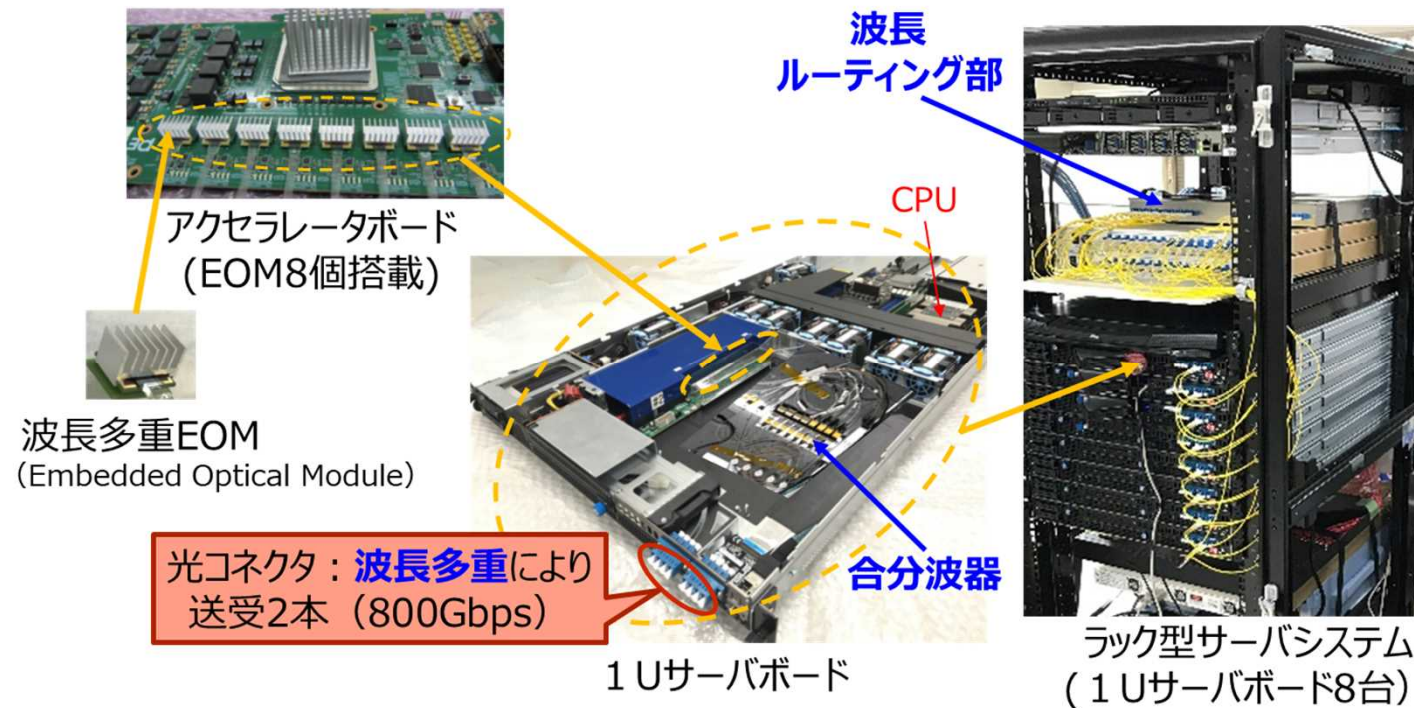 波長
ルーティング部
CPU
アクセラレータボード
(EOM8個搭載)
波長多重EOM
（Embedded Optical Module）
光コネクタ：波長多重により
送受2本（800Gbps）
合分波器
１Uサーバボード
ラック型サーバシステム
(１Uサーバボード8台)